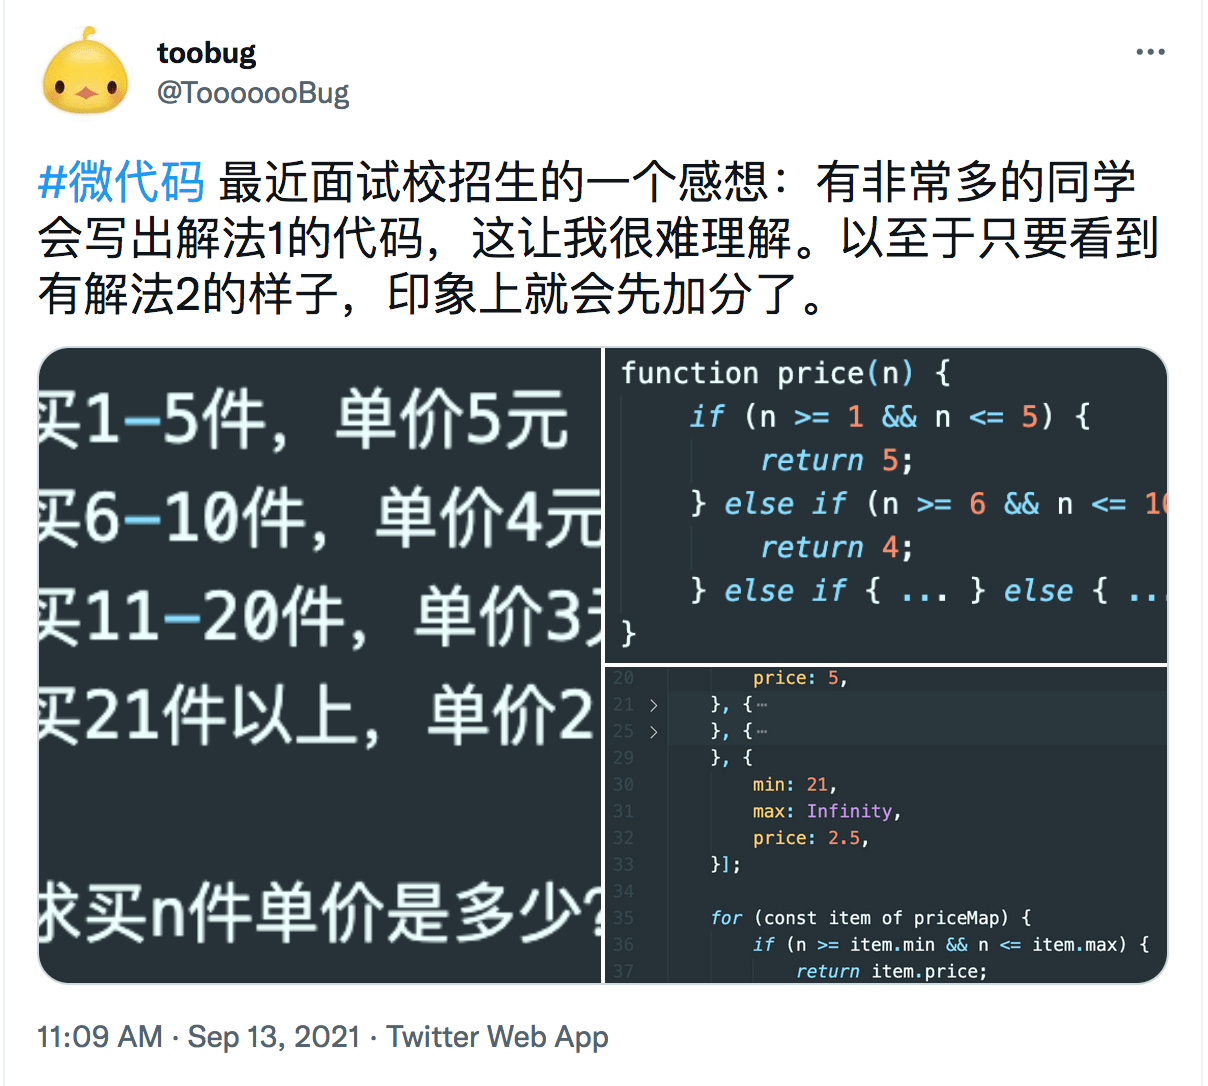 toobug
@TooooooBug
#微代码 最近面试校招生的一个感想：有非常多的同学
会写出解法1的代码，这让我很难理解。以至于只要看到
有解法2的样子，印象上就会先加分了。
买1-5件，单价5元
买6-10件，单价4元
买11-20件，单价3
买21件以上，单价2
求买n件单价是多少?
function price(n) {
if (n >= 1 && n <= 5) {
return 5;
} else if (n >= 6 && n <= 10
return 4;
} else if { ... } else { ...
}
20 price: 5,
21 }, {
25 }, {
29 }, {
30 min: 21,
31 max: Infinity,
32 price: 2.5,
33 }];
34
35 for (const item of priceMap) {
36 if (n >= item.min && n <= item.max) {
37 return item.price;
11:09 AM · Sep 13, 2021 · Twitter Web App